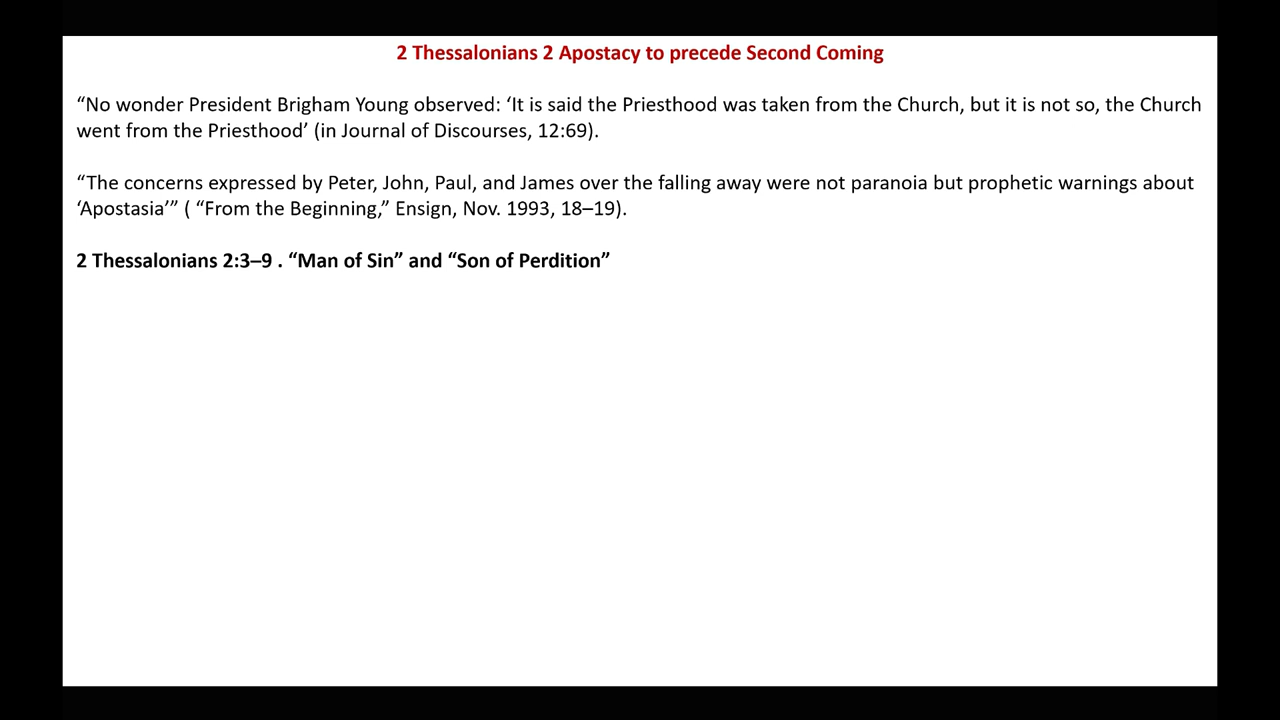 2 Thessalonians 2 Apostacy to precede Second Coming
“No wonder President Brigham Young observed: ‘It is said the Priesthood was taken from the Church, but it is not so, the Church
went from the Priesthood’ (in Journal of Discourses, 12:69).
“The concerns expressed by Peter, John, Paul, and James over the falling away were not paranoia but prophetic warnings about
‘Apostasia’” ( “From the Beginning,” Ensign, Nov. 1993, 18–19).
2 Thessalonians 2:3–9 . “Man of Sin” and “Son of Perdition”